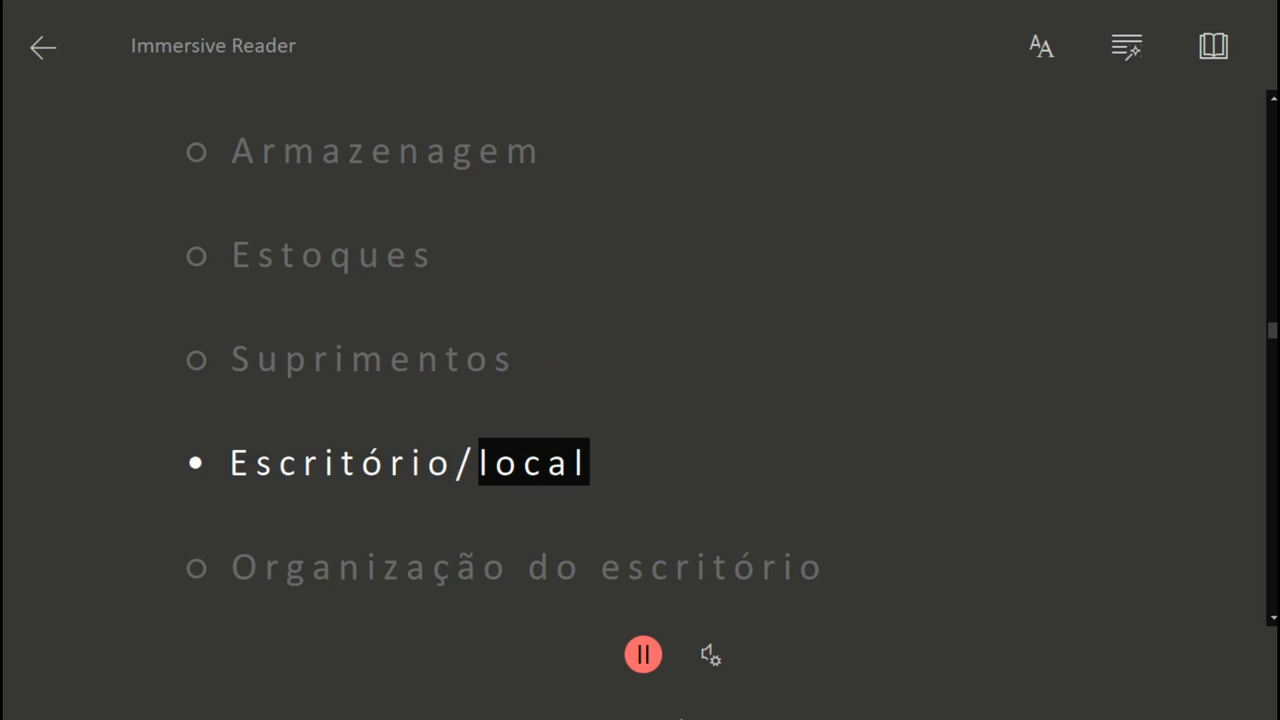 Immersive Reader
Armazenagem
Estoques
Suprimentos
Escritório/local
Organização do escritório